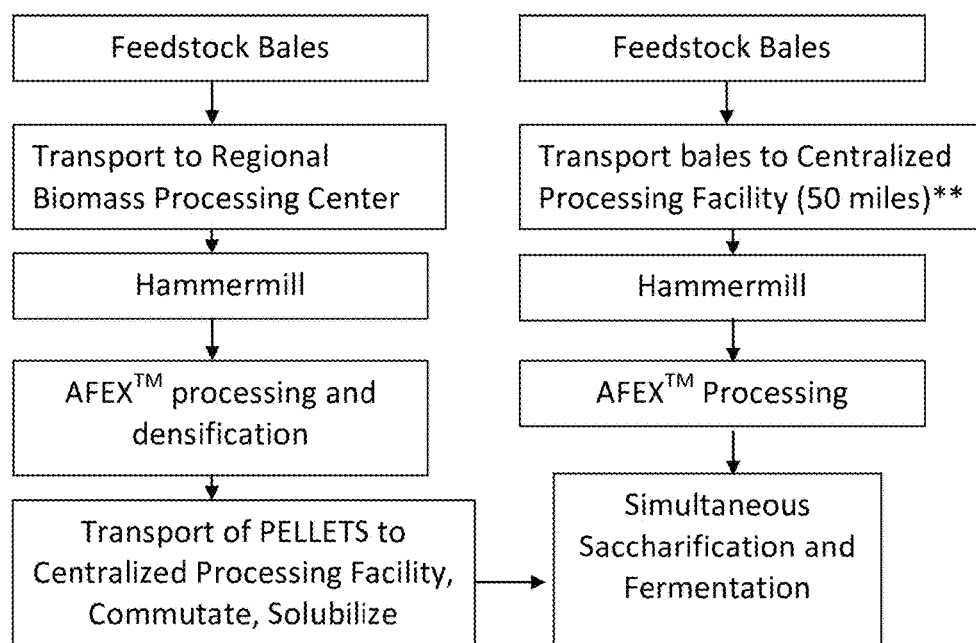 Feedstock Bales
Transport to Regional
Biomass Processing Center
Hammermill
AFEX™ processing and
densification
Transport of PELLETS to
Centralized Processing Facility,
Commutate, Solubilize
Feedstock Bales
Transport bales to Centralized
Processing Facility (50 miles)**
Hammermill
AFEX™ Processing
Simultaneous
Saccharification and
Fermentation